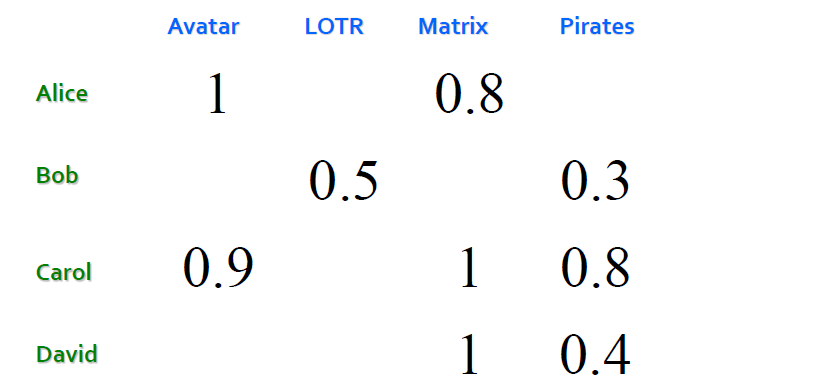 Avatar LOTR Matrix Pirates
Alice 1 0.8
Bob 0.5 0.3
Carol 0.9 1 0.8
David 1 0.4